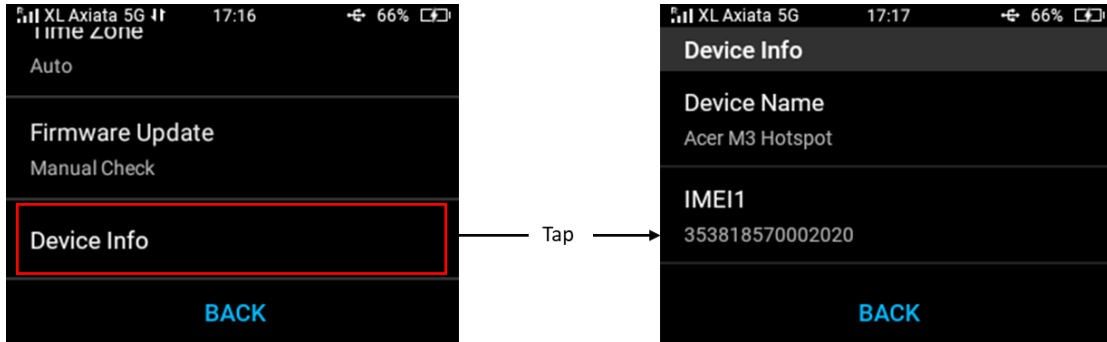 R XL Axiata 5G 17:16 66%
Time Zone
Auto
Firmware Update
Manual Check
Device Info
BACK
Tap
R XL Axiata 5G 17:17 66%
Device Info
Device Name
Acer M3 Hotspot
IMEI1
353818570002020
BACK